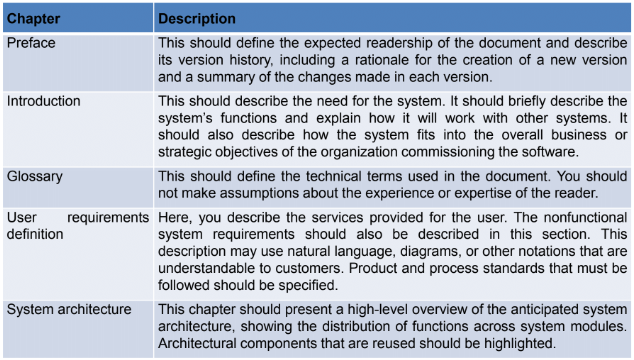 Chapter Description
Preface This should define the expected readership of the document and describe
its version history, including a rationale for the creation of a new version
and a summary of the changes made in each version.
Introduction This should describe the need for the system. It should briefly describe the
system's functions and explain how it will work with other systems. It
should also describe how the system fits into the overall business or
strategic objectives of the organization commissioning the software.
Glossary This should define the technical terms used in the document. You should
not make assumptions about the experience or expertise of the reader.
User requirements Here, you describe the services provided for the user. The nonfunctional
definition system requirements should also be described in this section. This
description may use natural language, diagrams, or other notations that are
understandable to customers. Product and process standards that must be
followed should be specified.
System architecture This chapter should present a high-level overview of the anticipated system
architecture, showing the distribution of functions across system modules.
Architectural components that are reused should be highlighted.